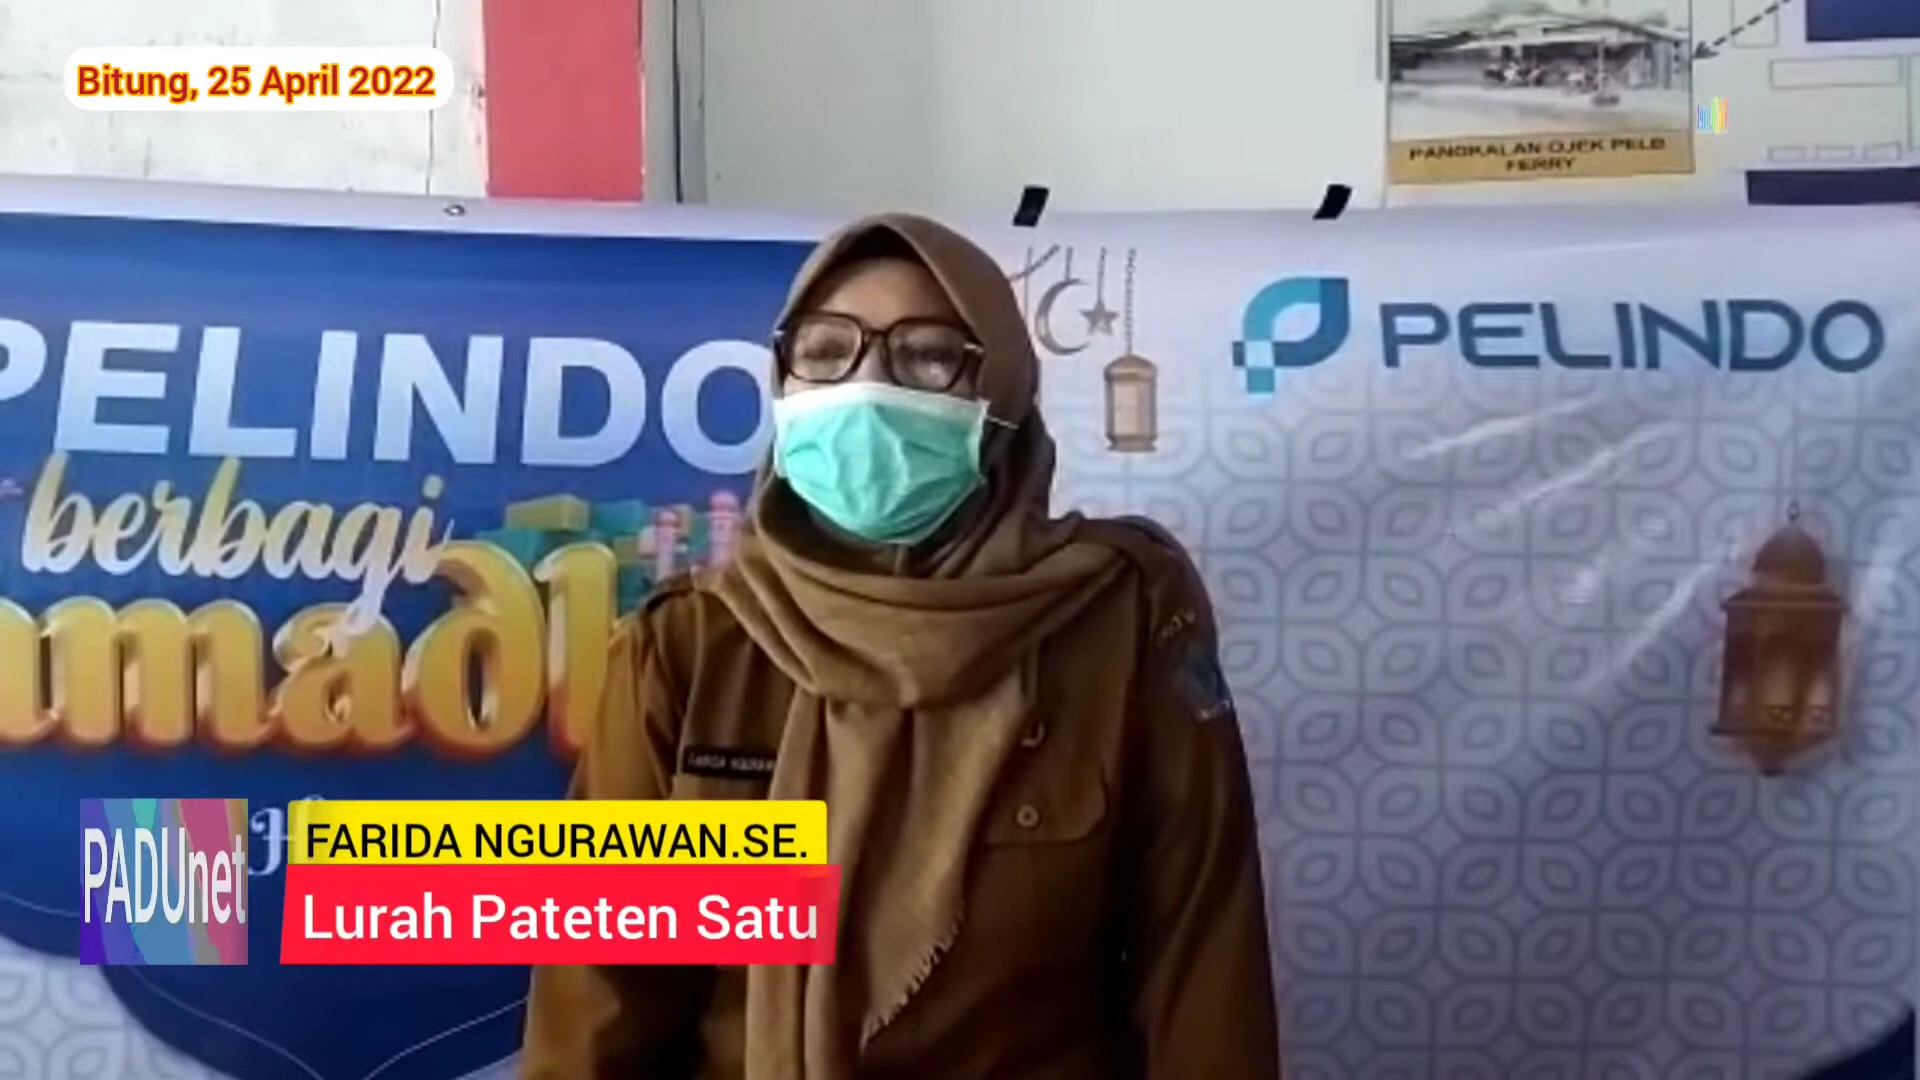 Bitung, 25 April 2022
PANGKALAN OJEK PELB.
FERRY
PELINDO
berbagi
PELINDO
FARIDA NGURAWAN.SE.
Lurah Pateten Satu
PADUnet